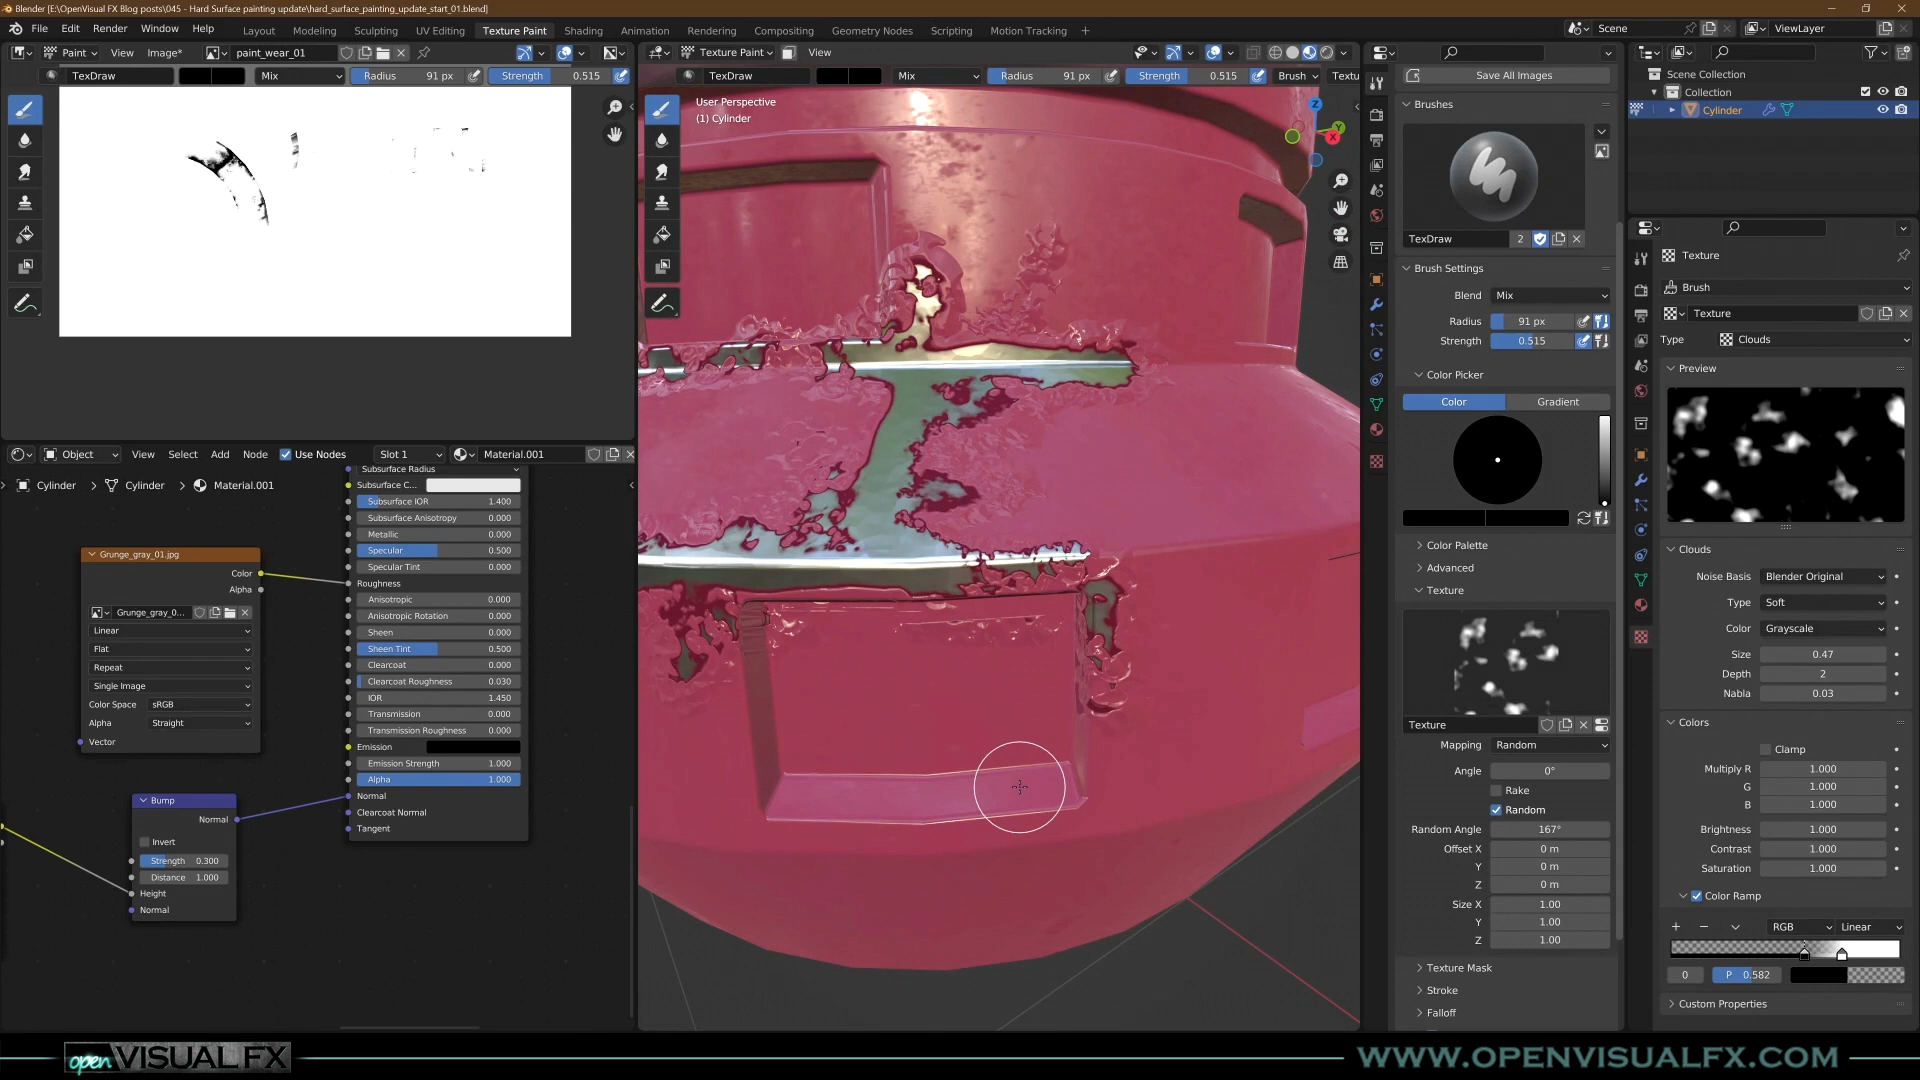 Blender [E:\OpenVisual FX Blog posts\045 - Hard Surface painting update\hard_surface_painting_update_start_01.blend]
File Edit Render Window Help
Layout Modeling Sculpting UV Editing Texture Paint Shading Animation Rendering Compositing Geometry Nodes Scripting Motion Tracking +
Scene
ViewLayer
Paint View Image* paint_wear_01
TexDraw Mix Radius 91 px Strength 0.515
Texture Paint View
TexDraw Mix Radius 91 px Strength 0.515 Brush Textu
User Perspective
(1) Cylinder
Z
Y
X
Object View Select Add Node Use Nodes Slot 1 Material.001
Cylinder > Cylinder > Material.001
Subsurface Radius
Subsurface C...
Subsurface IOR 1.400
Subsurface Anisotropy 0.000
Metallic 0.000
Specular 0.500
Specular Tint 0.000
Roughness
Anisotropic 0.000
Anisotropic Rotation 0.000
Sheen 0.000
Sheen Tint 0.500
Clearcoat 0.000
Clearcoat Roughness 0.030
IOR 1.450
Transmission 0.000
Transmission Roughness 0.000
Emission
Emission Strength 1.000
Alpha 1.000
Normal
Clearcoat Normal
Tangent
Grunge_gray_01.jpg
Color
Alpha
Grunge_gray_0...
Linear
Flat
Repeat
Single Image
Color Space sRGB
Alpha Straight
Vector
Bump
Normal
Invert
Strength 0.300
Distance 1.000
Height
Normal
Save All Images
Brushes
TexDraw 2
Brush Settings
Blend Mix
Radius 91 px
Strength 0.515
Color Picker
Color Gradient
Color Palette
Advanced
Texture
Texture
Mapping Random
Angle 0°
Rake
Random
Random Angle 167°
Offset X 0 m
Y 0 m
Z 0 m
Size X 1.00
Y 1.00
Z 1.00
Texture Mask
Stroke
Falloff
Scene Collection
Collection
Cylinder
Texture
Brush
Texture
Type Clouds
Preview
Clouds
Noise Basis Blender Original
Type Soft
Color Grayscale
Size 0.47
Depth 2
Nabla 0.03
Colors
Clamp
Multiply R 1.000
G 1.000
B 1.000
Brightness 1.000
Contrast 1.000
Saturation 1.000
Color Ramp
+ − RGB Linear
0 P 0.582
Custom Properties
open VISUALFX
WWW.OPENVISUALFX.COM